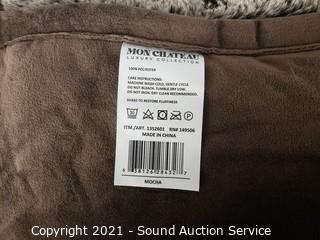 MON CHATEAU
LUXURY COLLECTION
100% POLYESTER
CARE INSTRUCTIONS:
MACHINE WASH COLD, GENTLE CYCLE.
DO NOT BLEACH. TUMBLE DRY LOW.
DO NOT IRON. DRY CLEAN RECOMMENDED.
SHAKE TO RESTORE FLUFFINESS
ITM./ART. 1352601 RN# 149506
MADE IN CHINA
MOCHA
Copyright 2021 - Sound Auction Service